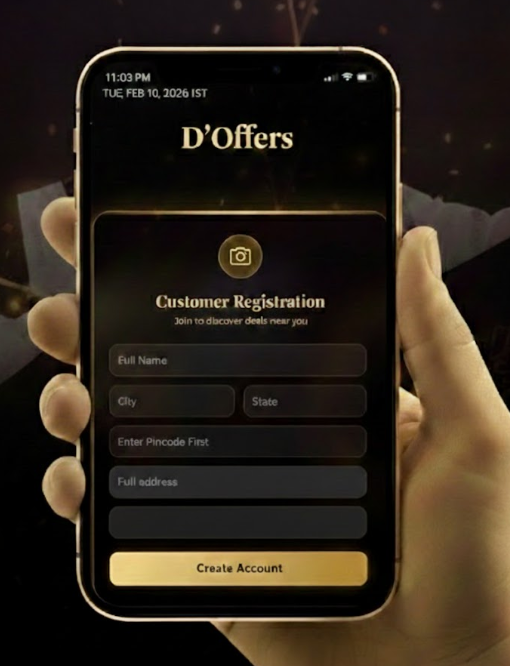 11:03 PM
TUE, FEB 10, 2026 IST
D'Offers
Customer Registration
Join to discover deals near you
Full Name
City State
Enter Pincode First
Full address
Create Account